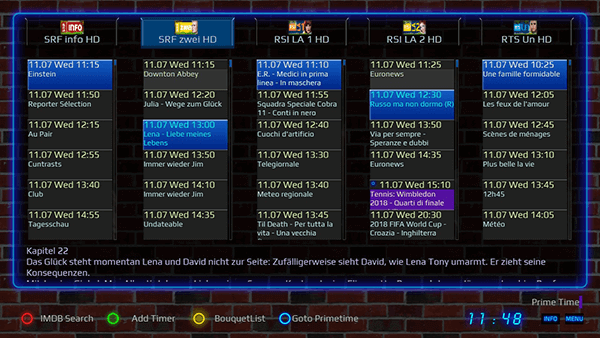 SRF info HD
SRF zwei HD
RSI LA 1 HD
RSI LA 2 HD
RTS Un HD
11.07 Wed 11:15
Einstein
11.07 Wed 11:50
Reporter Sélection
11.07 Wed 12:15
Au Pair
11.07 Wed 12:55
Cuntrasts
11.07 Wed 13:40
Club
11.07 Wed 14:55
Tagesschau
11.07 Wed 11:15
Downton Abbey
11.07 Wed 12:20
Julia - Wege zum Glück
11.07 Wed 13:00
Lena - Liebe meines
Lebens
11.07 Wed 13:50
Immer wieder Jim
11.07 Wed 14:10
Immer wieder Jim
11.07 Wed 14:35
Undateable
11.07 Wed 11:10
E.R. - Medici in prima
linea - In maschera
11.07 Wed 11:55
Squadra Speciale Cobra
11 - Conti in nero
11.07 Wed 12:40
Cuochi d'artificio
11.07 Wed 13:30
Telegiornale
11.07 Wed 13:40
Meteo regionale
11.07 Wed 13:45
Til Death - Per tutta la
vita - Una vecchia
11.07 Wed 11:25
Euronews
11.07 Wed 12:30
Russo ma non dormo (R)
11.07 Wed 13:50
Via per sempre -
Speranze e dubbi
11.07 Wed 14:35
Euronews
11.07 Wed 15:10
Tennis: Wimbledon
2018 - Quarti di finale
11.07 Wed 20:30
2018 FIFA World Cup -
Croazia - Inghilterra
11.07 Wed 10:25
Une famille formidable
11.07 Wed 12:05
Les feux de l'amour
11.07 Wed 12:45
Scènes de ménages
11.07 Wed 13:10
Plus belle la vie
11.07 Wed 13:45
12h45
11.07 Wed 14:05
Météo
Kapitel 22
Das Glück steht momentan Lena und David nicht zur Seite: Zufälligerweise sieht David, wie Lena Tony umarmt. Er zieht seine
Konsequenzen.
Prime Time
IMDB Search
Add Timer
BouquetList
Goto Primetime
11:48
INFO
MENU